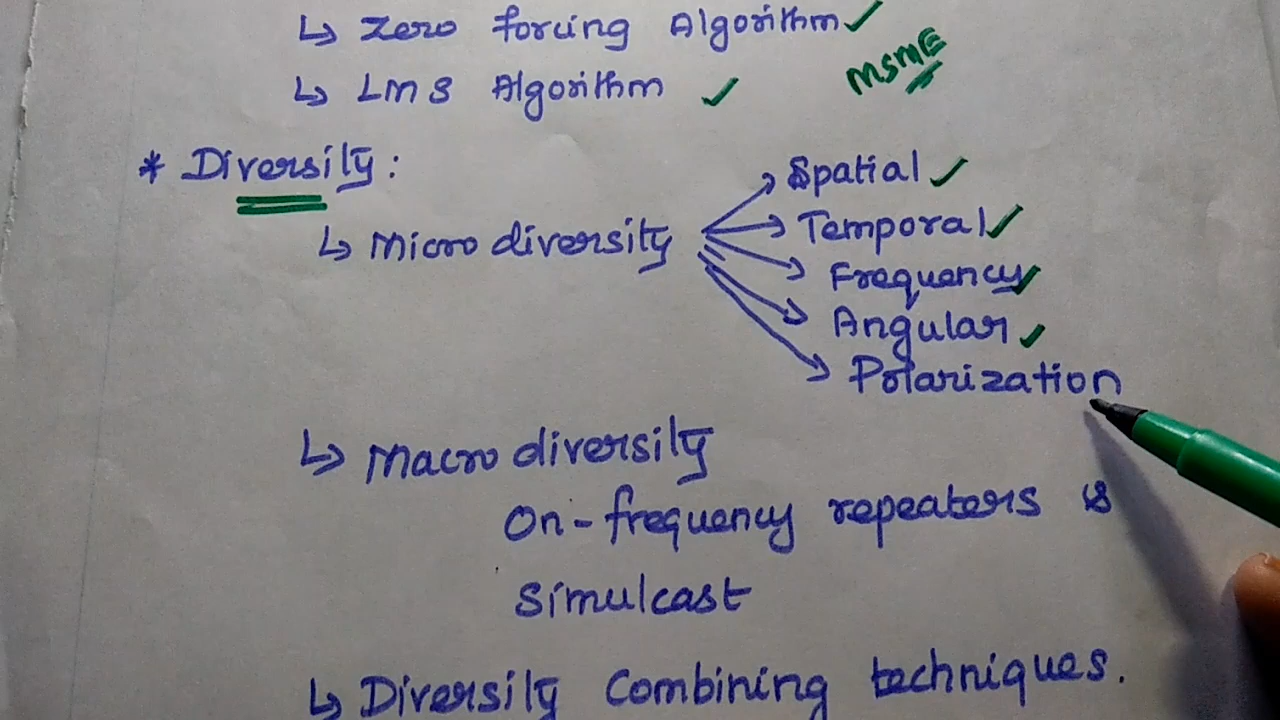 ↳ Zero forcing Algorithm ✓
↳ LMS Algorithm ✓
MSME
* Diversity:
↳ Micro diversity
Spatial ✓
Temporal ✓
Frequency ✓
Angular ✓
Polarization
↳ Macro diversity
On-frequency repeaters &
Simulcast
↳ Diversity Combining techniques.